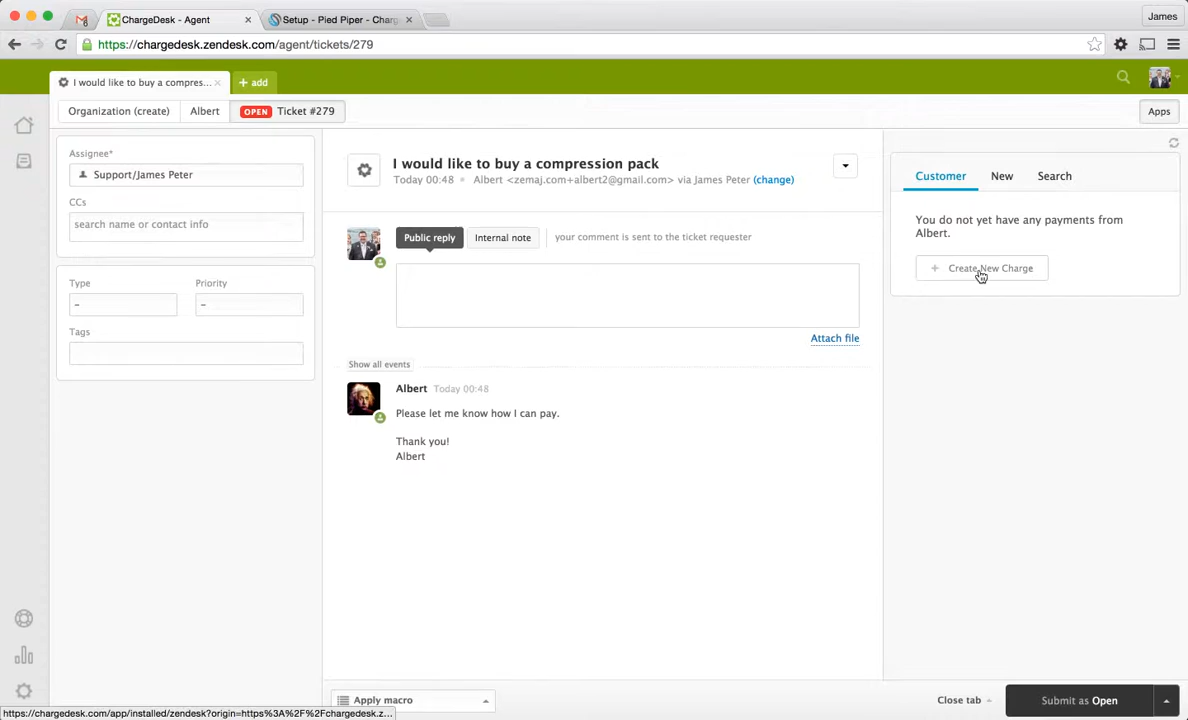 ChargeDesk - Agent
Setup - Pied Piper - Charg
James
https://chargedesk.zendesk.com/agent/tickets/279
I would like to buy a compres...
+ add
Organization (create)
Albert
OPEN Ticket #279
Apps
Assignee*
Support/James Peter
CCs
search name or contact info
Type
Priority
-
-
Tags
I would like to buy a compression pack
Today 00:48 Albert <zemaj.com+albert2@gmail.com> via James Peter (change)
Public reply
Internal note
your comment is sent to the ticket requester
Attach file
Show all events
Albert Today 00:48
Please let me know how I can pay.
Thank you!
Albert
Customer
New
Search
You do not yet have any payments from
Albert.
+ Create New Charge
Apply macro
Close tab
Submit as Open
https://chargedesk.com/app/installed/zendesk?origin=https%3A%2F%2Fchargedesk.z...